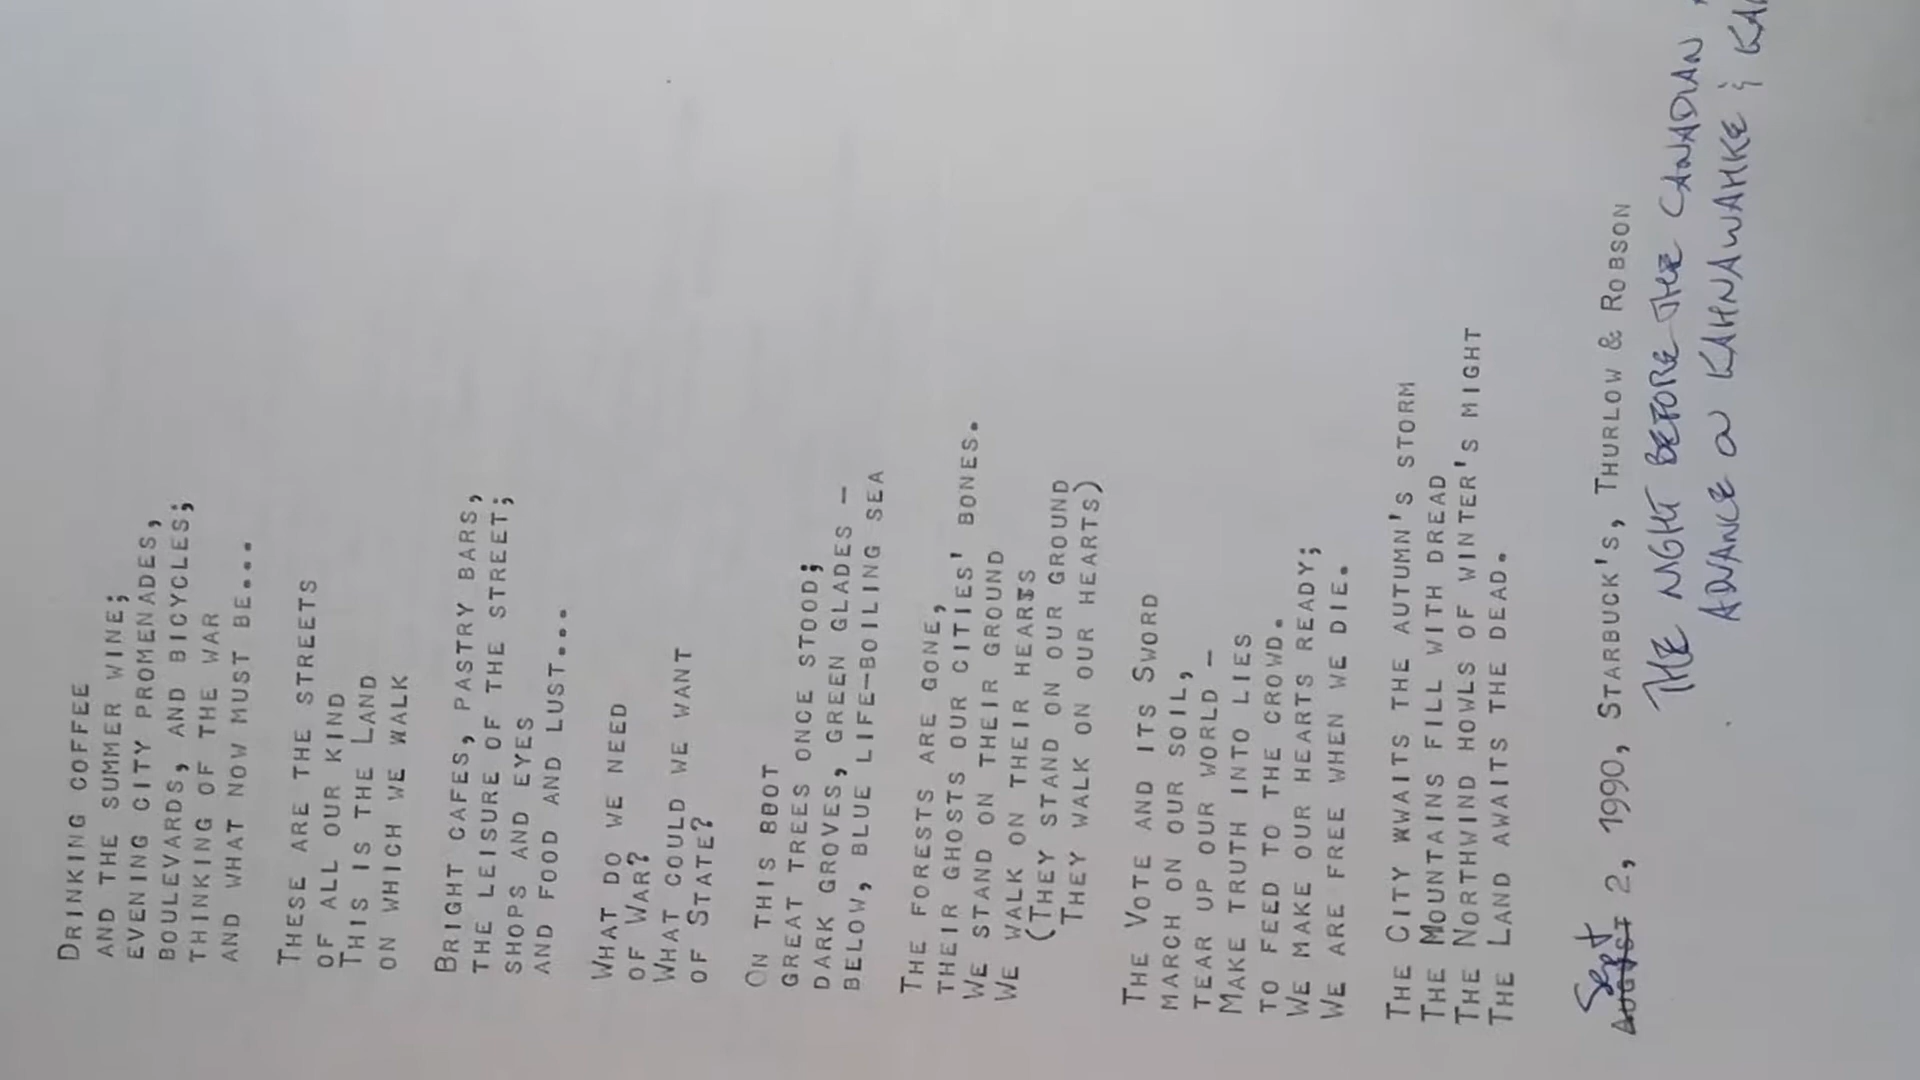 DRINKING COFFEE
AND THE SUMMER WINE;
EVENING CITY PROMENADES,
BOULEVARDS, AND BICYCLES;
THINKING OF THE WAR
AND WHAT NOW MUST BE...
THESE ARE THE STREETS
OF ALL OUR KIND
THIS IS THE LAND
ON WHICH WE WALK
BRIGHT CAFES, PASTRY BARS,
THE LEISURE OF THE STREET;
SHOPS AND EYES
AND FOOD AND LUST...
WHAT DO WE NEED
OF WAR?
WHAT COULD WE WANT
OF STATE?
ON THIS
GREAT TREES ONCE STOOD;
DARK GROVES, GREEN GLADES –
BELOW, BLUE LIFE-BOILING SEA
THE FORESTS ARE GONE,
THEIR GHOSTS OUR CITIES' BONES.
WE STAND ON THEIR GROUND
WE WALK ON THEIR HEARTS
(THEY STAND ON OUR GROUND
THEY WALK ON OUR HEARTS)
THE VOTE AND ITS SWORD
MARCH ON OUR SOIL,
TEAR UP OUR WORLD –
MAKE TRUTH INTO LIES
TO FEED TO THE CROWD.
WE MAKE OUR HEARTS READY;
WE ARE FREE WHEN WE DIE.
THE CITY AWAITS THE AUTUMN'S STORM
THE MOUNTAINS FILL WITH DREAD
THE NORTHWIND HOWLS OF WINTER'S MIGHT
THE LAND AWAITS THE DEAD.
Sept
AUGUST 2, 1990, STARBUCK'S, THURLOW & ROBSON
THE NIGHT BEFORE THE CANADIAN
ADVANCE ON KAHNAWAHKE &